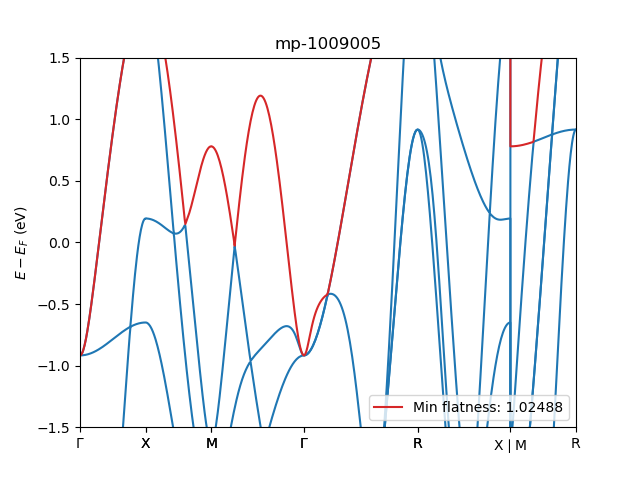 mp-1009005
1.5
1.0
0.5
0.0
−0.5
−1.0
−1.5
E − E_F (eV)
Min flatness: 1.02488
Γ X M Γ R X | M R